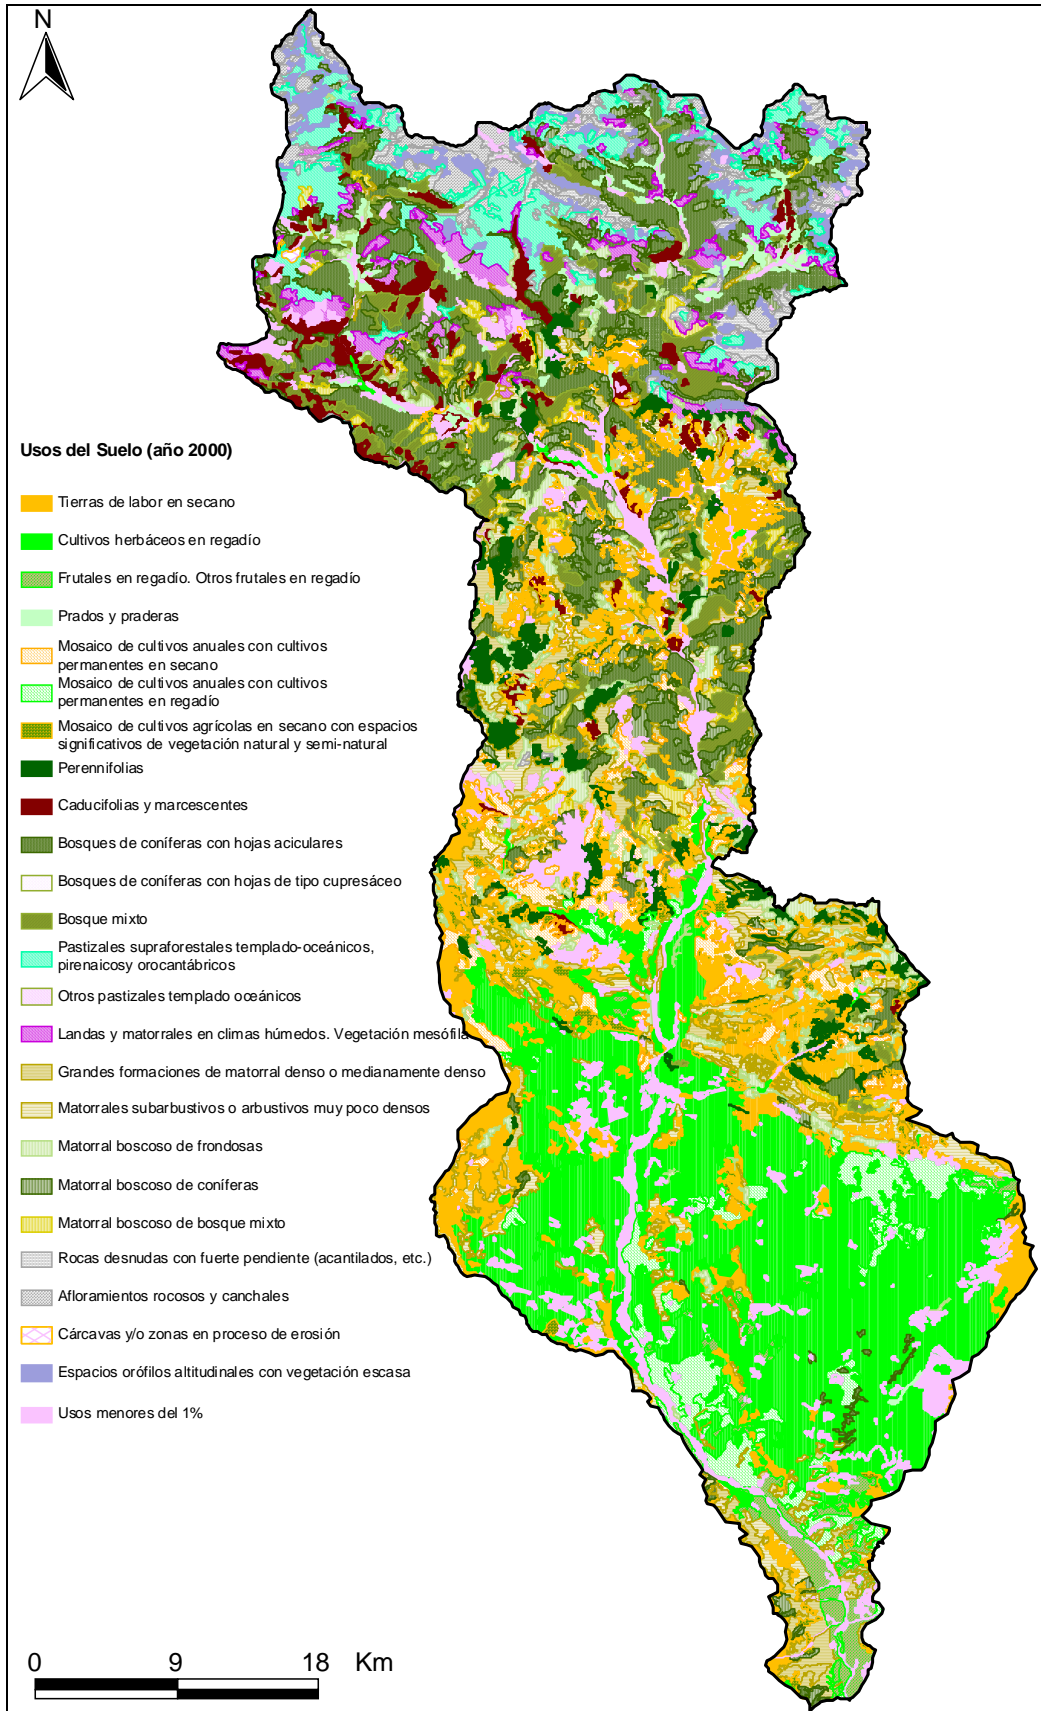 N
Usos del Suelo (año 2000)
Tierras de labor en secano
Cultivos herbáceos en regadío
Frutales en regadío. Otros frutales en regadío
Prados y praderas
Mosaico de cultivos anuales con cultivos
permanentes en secano
Mosaico de cultivos anuales con cultivos
permanentes en regadío
Mosaico de cultivos agrícolas en secano con espacios
significativos de vegetación natural y semi-natural
Perennifolias
Caducifolias y marcescentes
Bosques de coníferas con hojas aciculares
Bosques de coníferas con hojas de tipo cupresáceo
Bosque mixto
Pastizales supraforestales templado-oceánicos,
pirenaicosy orocantábricos
Otros pastizales templado oceánicos
Landas y matorrales en climas húmedos. Vegetación mesófila
Grandes formaciones de matorral denso o medianamente denso
Matorrales subarbustivos o arbustivos muy poco densos
Matorral boscoso de frondosas
Matorral boscoso de coníferas
Matorral boscoso de bosque mixto
Rocas desnudas con fuerte pendiente (acantilados, etc.)
Afloramientos rocosos y canchales
Cárcavas y/o zonas en proceso de erosión
Espacios orófilos altitudinales con vegetación escasa
Usos menores del 1%
0 9 18 Km